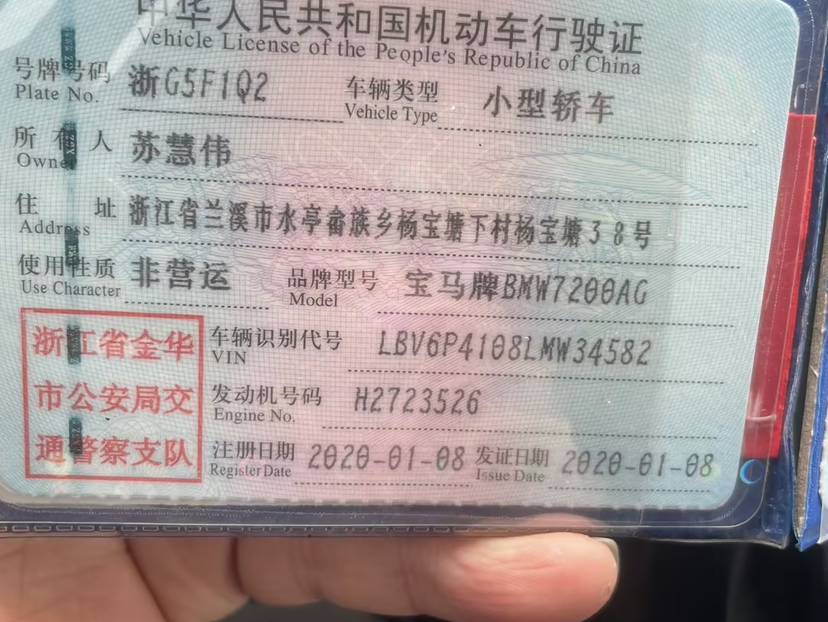 中华人民共和国机动车行驶证
Vehicle License of the People's Republic of China
号牌号码 浙G5F1Q2 车辆类型 小型轿车
Plate No. Vehicle Type
所有人 苏慧伟
Owner
住址 浙江省兰溪市水亭畲族乡杨宝塘下村杨宝塘38号
Address
使用性质 非营运 品牌型号 宝马牌BMW7200AG
Use Character Model
浙江省金华 车辆识别代号 LBV6P4108LMW34582
VIN
市公安局交 发动机号码 H2723526
Engine No.
通警察支队 注册日期 2020-01-08 发证日期 2020-01-08
Register Date Issue Date